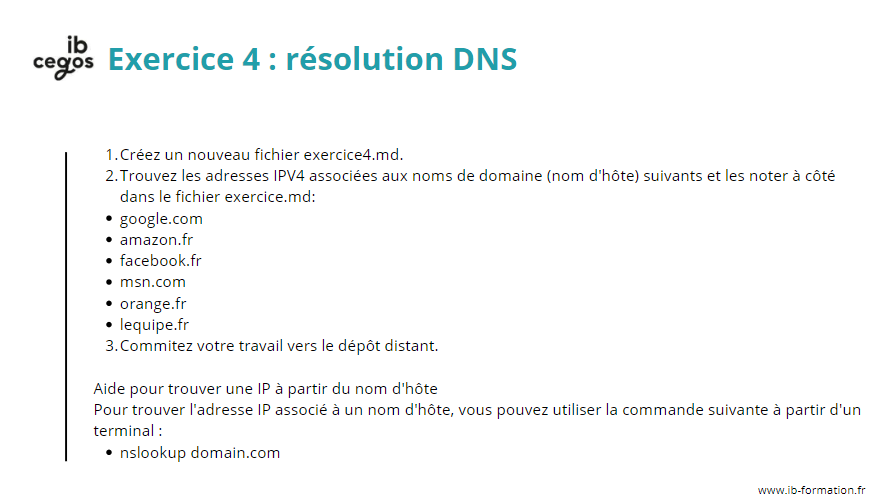 ib
cegos
Exercice 4 : résolution DNS
1. Créez un nouveau fichier exercice4.md.
2. Trouvez les adresses IPV4 associées aux noms de domaine (nom d'hôte) suivants et les noter à côté
dans le fichier exercice.md:
• google.com
• amazon.fr
• facebook.fr
• msn.com
• orange.fr
• lequipe.fr
3. Commitez votre travail vers le dépôt distant.
Aide pour trouver une IP à partir du nom d'hôte
Pour trouver l'adresse IP associé à un nom d'hôte, vous pouvez utiliser la commande suivante à partir d'un
terminal :
• nslookup domain.com
www.ib-formation.fr